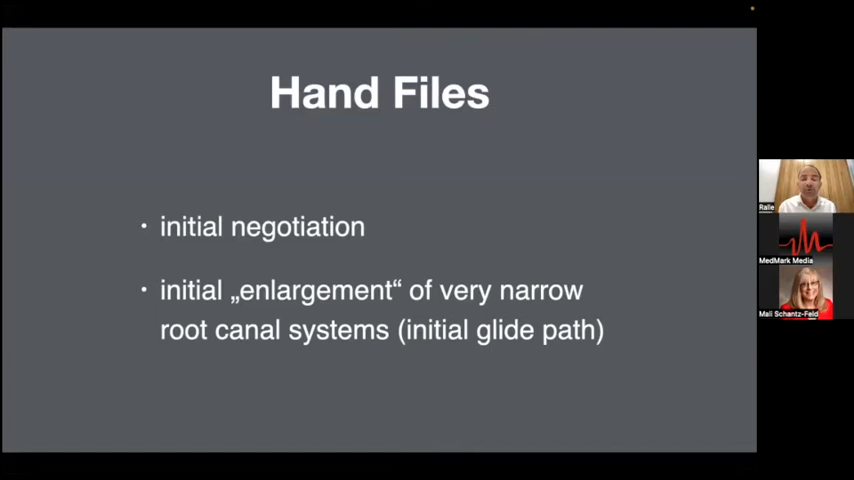 Hand Files
• initial negotiation
• initial „enlargement“ of very narrow
root canal systems (initial glide path)
Ralle
MedMark Media
Mali Schantz-Feld